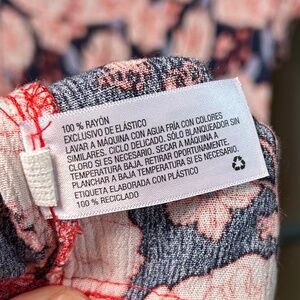 100 % RAYÓN
EXCLUSIVO DE ELÁSTICO
LAVAR A MÁQUINA CON AGUA FRÍA CON COLORES
SIMILARES. CICLO DELICADO. SÓLO BLANQUEADOR SIN
CLORO SI ES NECESARIO. SECAR A MÁQUINA A
TEMPERATURA BAJA. RETIRAR OPORTUNAMENTE.
PLANCHAR A BAJA TEMPERATURA SI ES NECESARIO.
ETIQUETA ELABORADA CON PLÁSTICO
100 % RECICLADO